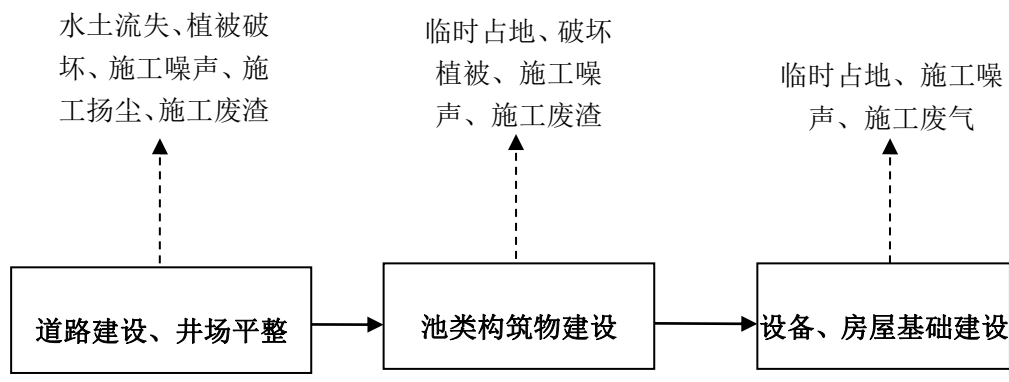 水土流失、植被破
坏、施工噪声、施
工扬尘、施工废渣
临时占地、破坏
植被、施工噪
声、施工废渣
临时占地、施工噪
声、施工废气
道路建设、井场平整
池类构筑物建设
设备、房屋基础建设